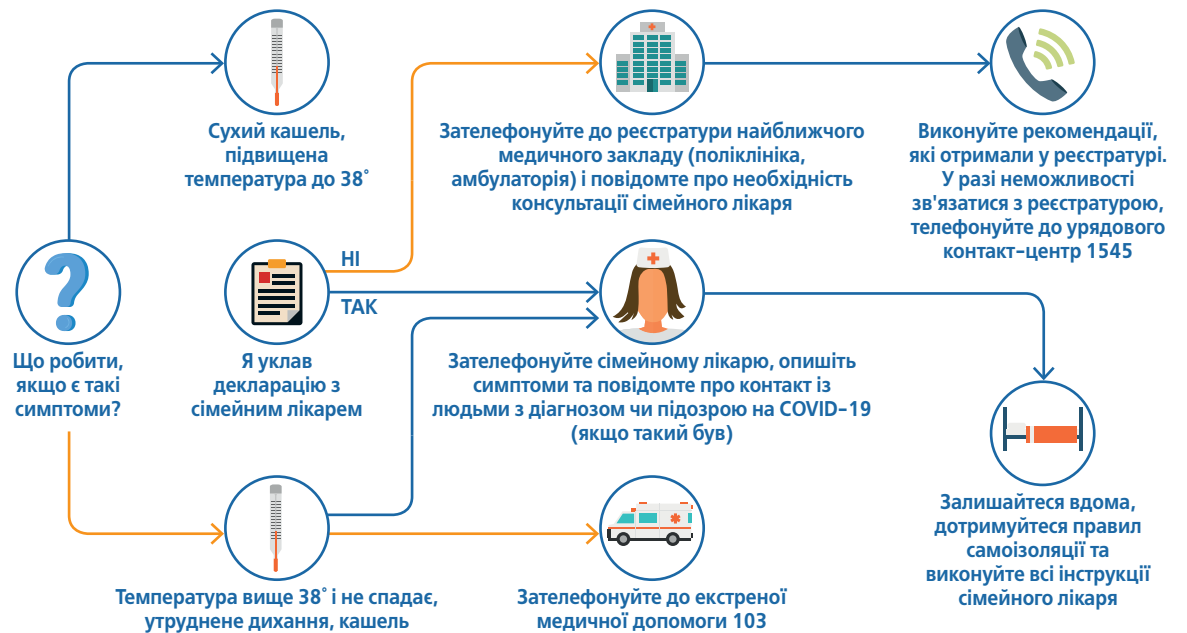 Сухий кашель,
підвищена
температура до 38°
Зателефонуйте до реєстратури найближчого
медичного закладу (поліклініка,
амбулаторія) і повідомте про необхідність
консультації сімейного лікаря
Виконуйте рекомендації,
які отримали у реєстратурі.
У разі неможливості
зв'язатися з реєстратурою,
телефонуйте до урядового
контакт-центр 1545
НІ
ТАК
Що робити,
якщо є такі
симптоми?
Я уклав
декларацію з
сімейним лікарем
Зателефонуйте сімейному лікарю, опишіть
симптоми та повідомте про контакт із
людьми з діагнозом чи підозрою на COVID-19
(якщо такий був)
Залишайтеся вдома,
дотримуйтеся правил
самоізоляції та
виконуйте всі інструкції
сімейного лікаря
Температура вище 38° і не спадає,
утруднене дихання, кашель
Зателефонуйте до екстреної
медичної допомоги 103